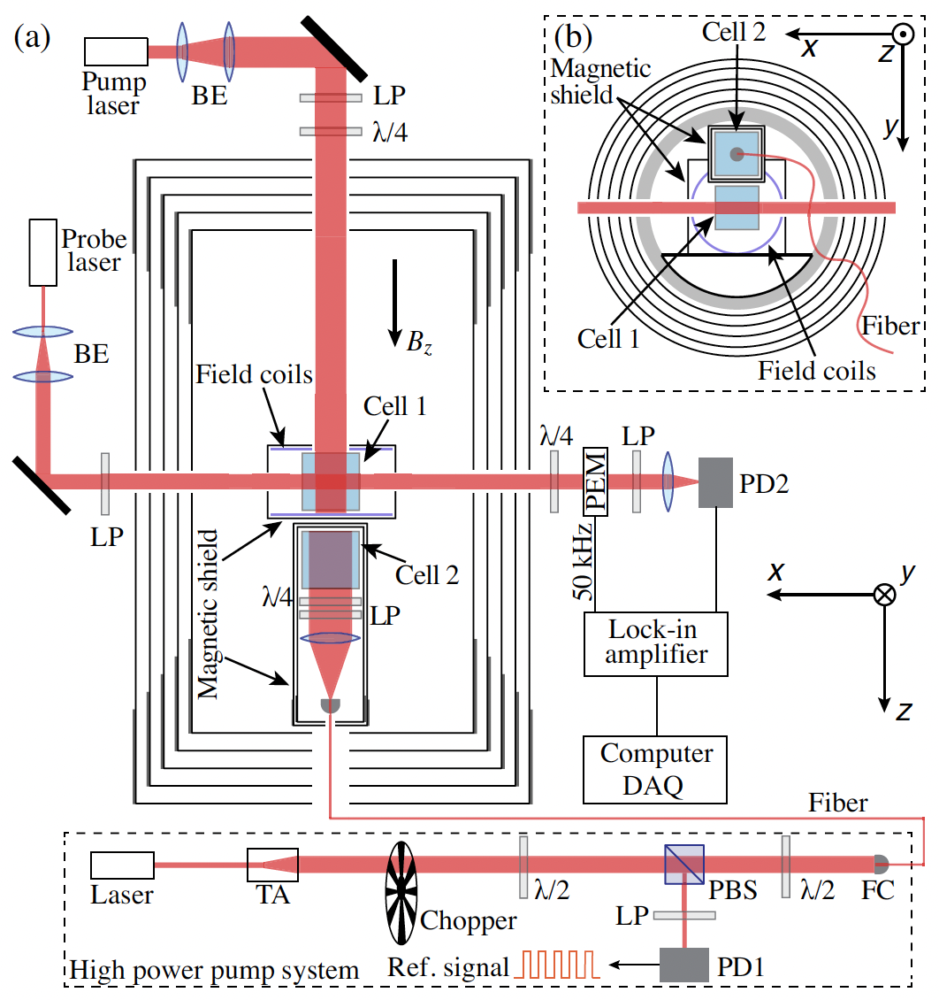 (a)
Pump
laser
BE
LP
λ/4
Probe
laser
BE
LP
B_z
Field coils
Cell 1
Magnetic shield
Cell 2
λ/4
LP
λ/4
PEM
LP
PD2
50 kHz
Lock-in
amplifier
Computer
DAQ
x
y
z
(b)
Cell 2
Magnetic
shield
x
z
y
Cell 1
Fiber
Field coils
Fiber
Laser
TA
Chopper
λ/2
PBS
λ/2
FC
LP
PD1
Ref. signal
High power pump system